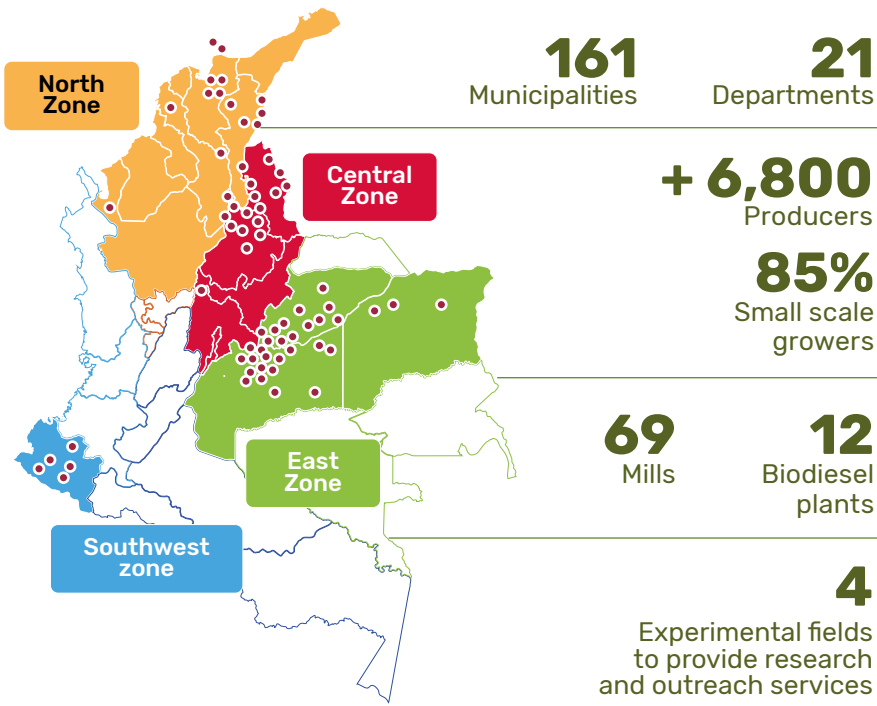 North
Zone
Central
Zone
East
Zone
Southwest
zone
161
Municipalities
21
Departments
+ 6,800
Producers
85%
Small scale
growers
69
Mills
12
Biodiesel
plants
4
Experimental fields
to provide research
and outreach services